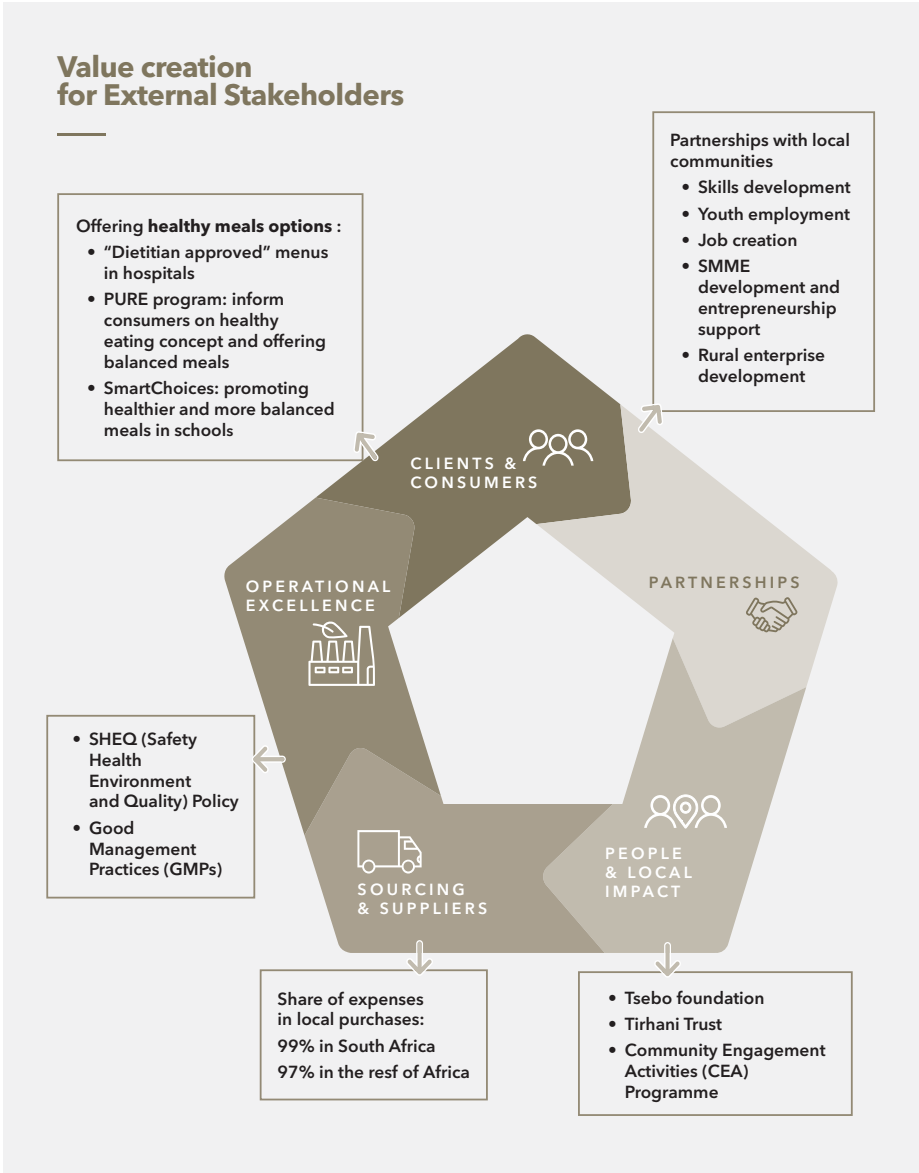 Value creation
for External Stakeholders
Partnerships with local
communities
• Skills development
• Youth employment
• Job creation
• SMME
development and
entrepreneurship
support
• Rural enterprise
development
Offering healthy meals options :
• “Dietitian approved” menus
in hospitals
• PURE program: inform
consumers on healthy
eating concept and offering
balanced meals
• SmartChoices: promoting
healthier and more balanced
meals in schools
CLIENTS &
CONSUMERS
PARTNERSHIPS
OPERATIONAL
EXCELLENCE
• SHEQ (Safety
Health
Environment
and Quality) Policy
• Good
Management
Practices (GMPs)
PEOPLE
& LOCAL
IMPACT
SOURCING
& SUPPLIERS
Share of expenses
in local purchases:
99% in South Africa
97% in the resf of Africa
• Tsebo foundation
• Tirhani Trust
• Community Engagement
Activities (CEA)
Programme